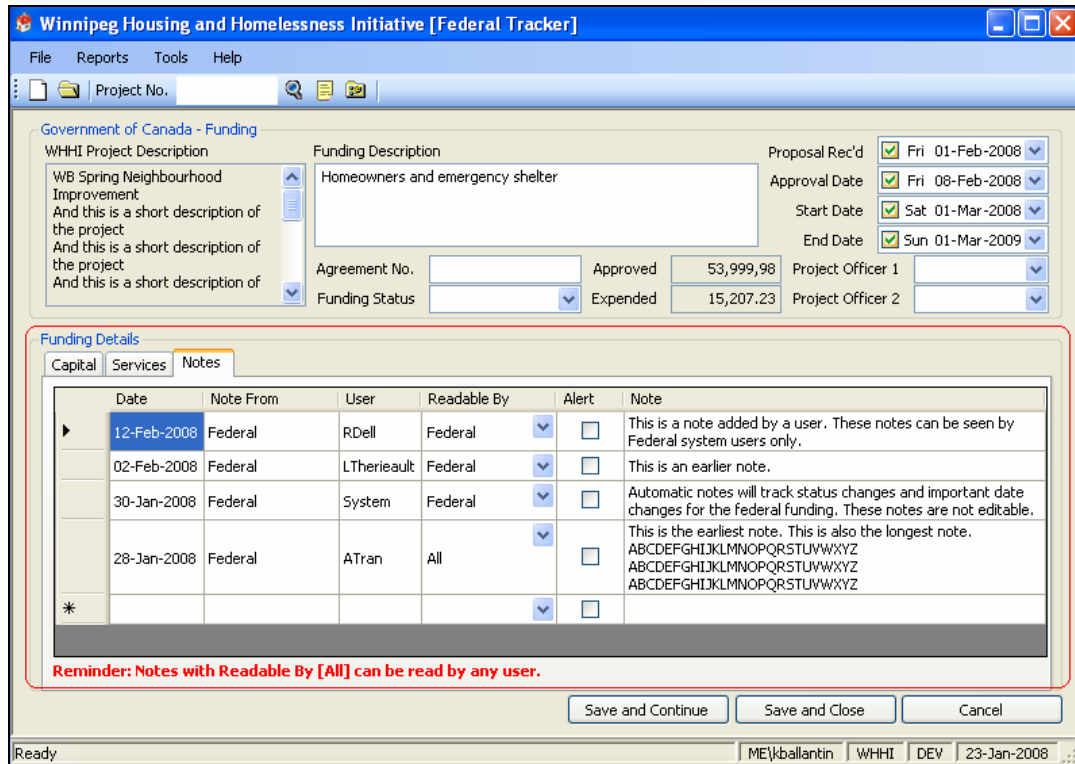 Winnipeg Housing and Homelessness Initiative [Federal Tracker]
File Reports Tools Help
Project No.
Government of Canada - Funding
WHHI Project Description
WB Spring Neighbourhood
Improvement
And this is a short description of
the project
And this is a short description of
the project
And this is a short description of
Funding Description
Homeowners and emergency shelter
Proposal Rec'd Fri 01-Feb-2008
Approval Date Fri 08-Feb-2008
Start Date Sat 01-Mar-2008
End Date Sun 01-Mar-2009
Agreement No. Approved 53,999,98 Project Officer 1
Funding Status Expended 15,207.23 Project Officer 2
Funding Details
Capital Services Notes
Date Note From User Readable By Alert Note
12-Feb-2008 Federal RDell Federal This is a note added by a user. These notes can be seen by
Federal system users only.
02-Feb-2008 Federal LTherieault Federal This is an earlier note.
30-Jan-2008 Federal System Federal Automatic notes will track status changes and important date
changes for the federal funding. These notes are not editable.
28-Jan-2008 Federal ATran All This is the earliest note. This is also the longest note.
ABCDEFGHIJKLMNOPQRSTUVWXYZ
ABCDEFGHIJKLMNOPQRSTUVWXYZ
ABCDEFGHIJKLMNOPQRSTUVWXYZ
Reminder: Notes with Readable By [All] can be read by any user.
Save and Continue Save and Close Cancel
Ready ME\kballantin WHHI DEV 23-Jan-2008